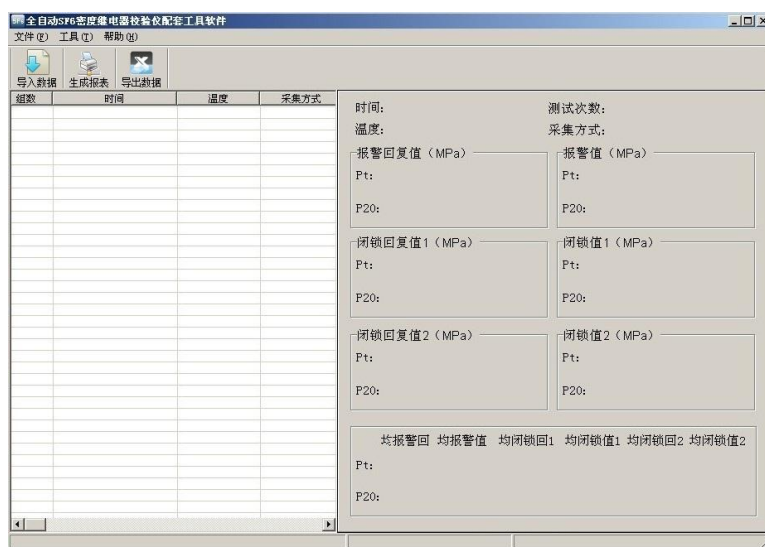 SF6 全自动SF6密度继电器校验仪配套工具软件
文件(F) 工具(T) 帮助(H)
导入数据 生成报表 导出数据
组数 时间 温度 采集方式
时间: 测试次数:
温度: 采集方式:
报警回复值（MPa） 报警值（MPa）
Pt: Pt:
P20: P20:
闭锁回复值1（MPa） 闭锁值1（MPa）
Pt: Pt:
P20: P20:
闭锁回复值2（MPa） 闭锁值2（MPa）
Pt: Pt:
P20: P20:
均报警回 均报警值 均闭锁回1 均闭锁值1 均闭锁回2 均闭锁值2
Pt:
P20: